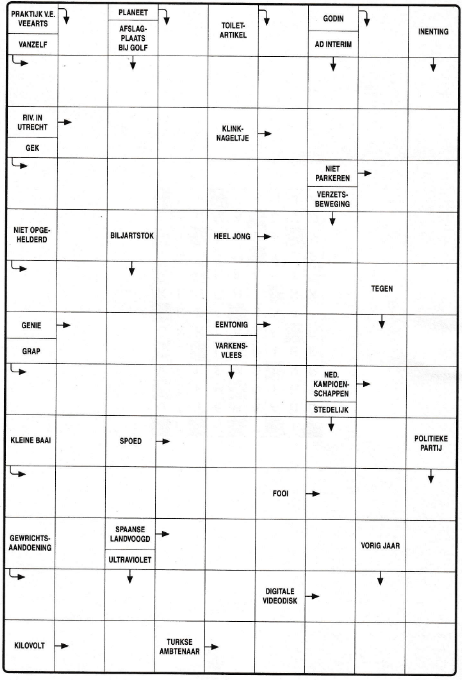 PRAKTIJK V.E.
VEEARTS
VANZELF
PLANEET
AFSLAG-
PLAATS
BIJ GOLF
TOILET-
ARTIKEL
GODIN
AD INTERIM
INENTING
RIV. IN
UTRECHT
GEK
KLINK-
NAGELTJE
NIET
PARKEREN
VERZETS-
BEWEGING
NIET OPGE-
HELDERD
BILJARTSTOK
HEEL JONG
TEGEN
GENIE
GRAP
EENTONIG
VARKENS-
VLEES
NED.
KAMPIOEN-
SCHAPPEN
STEDELIJK
KLEINE BAAI
SPOED
POLITIEKE
PARTIJ
FOOI
GEWRICHTS-
AANDOENING
SPAANSE
LANDVOOGD
ULTRAVIOLET
VORIG JAAR
DIGITALE
VIDEODISK
KILOVOLT
TURKSE
AMBTENAAR